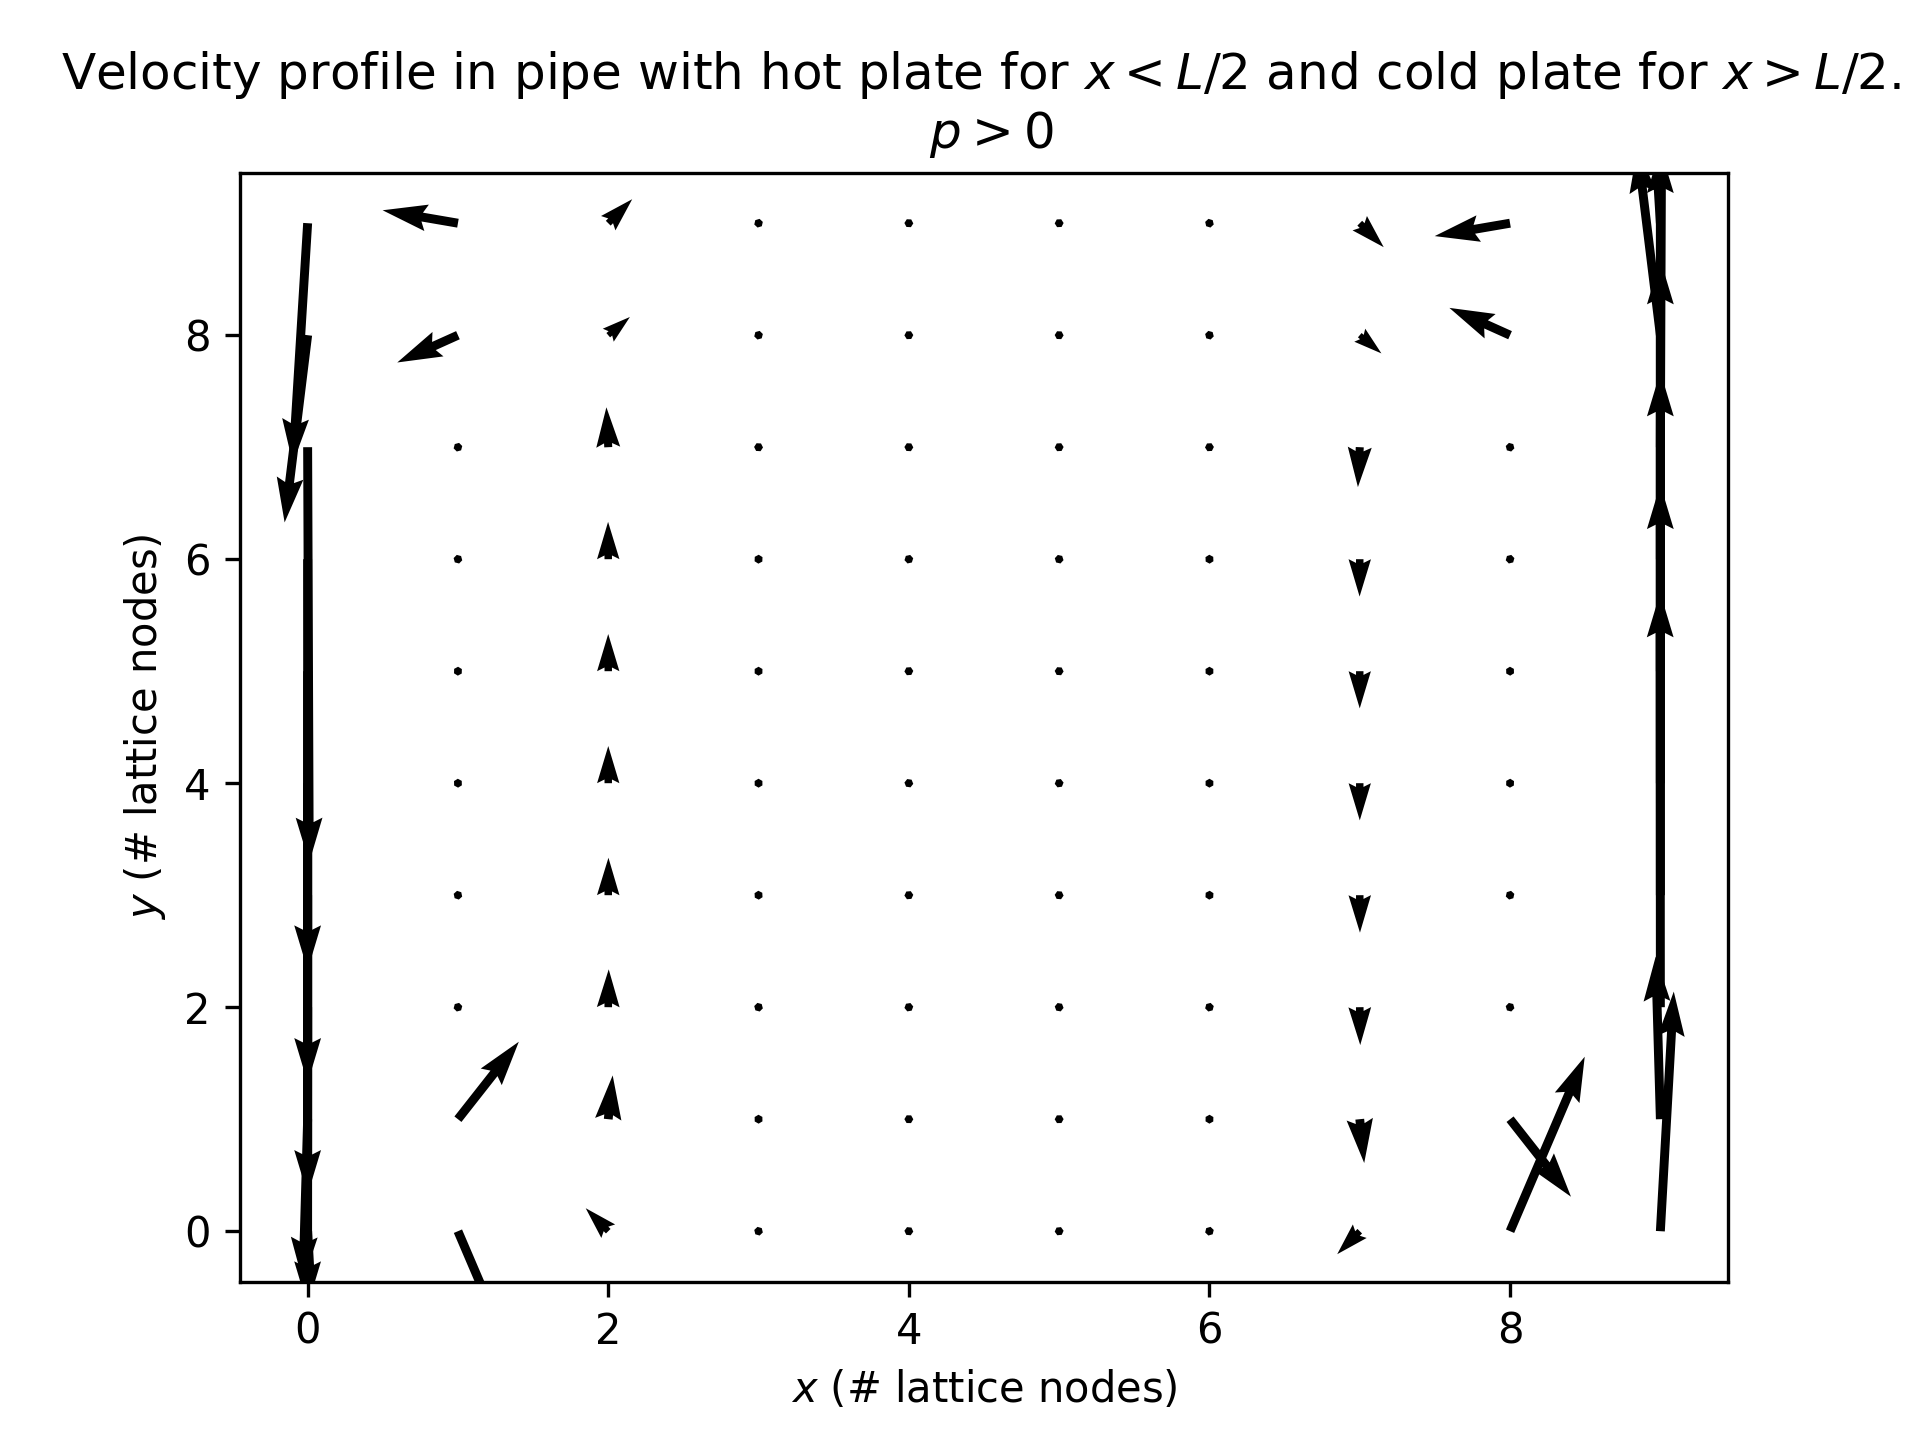 Velocity profile in pipe with hot plate for x < L/2 and cold plate for x > L/2.
p > 0
8
6
4
2
0
y (# lattice nodes)
0 2 4 6 8
x (# lattice nodes)